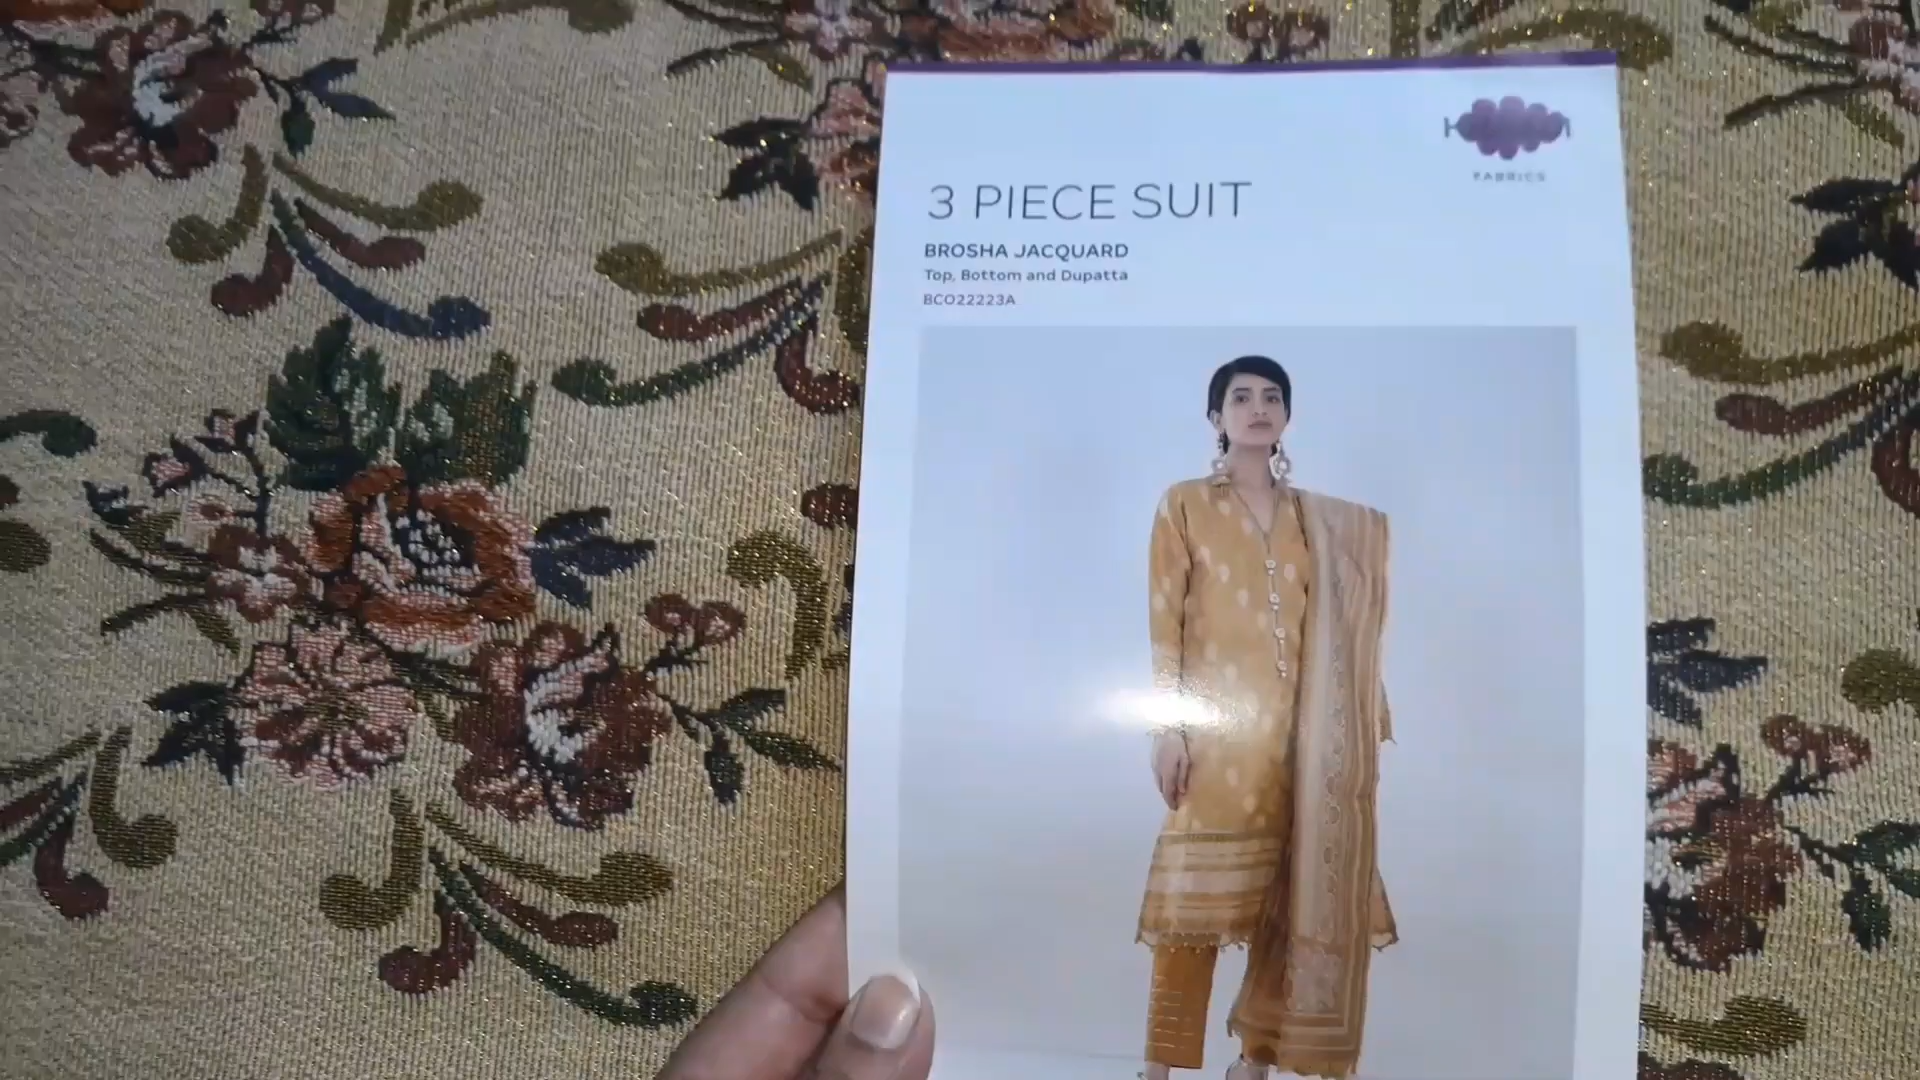 FABRICS
3 PIECE SUIT
BROSHA JACQUARD
Top, Bottom and Dupatta
BCO22223A